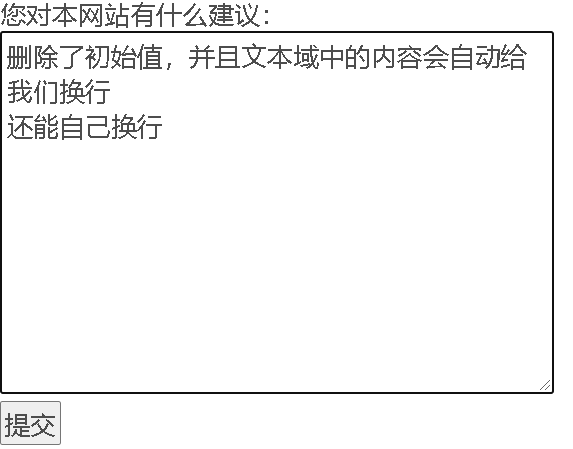 您对本网站有什么建议：
删除了初始值，并且文本域中的内容会自动给
我们换行
还能自己换行
提交